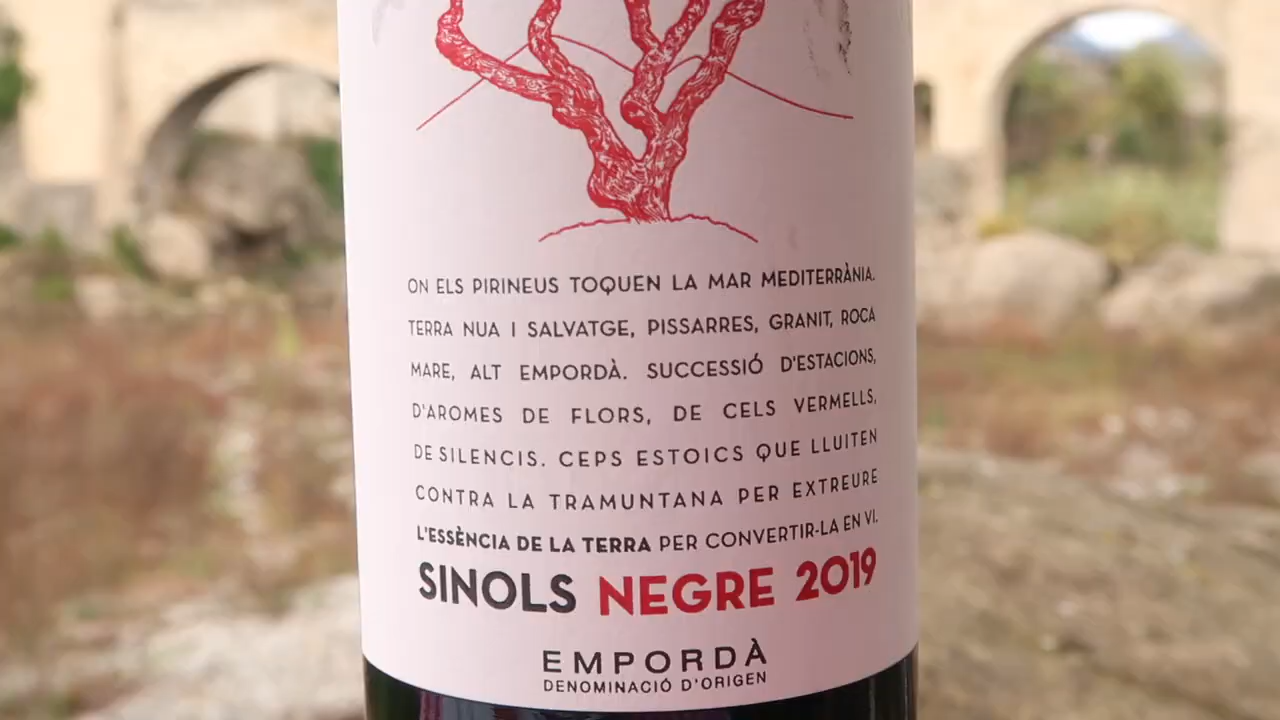 ON ELS PIRINEUS TOQUEN LA MAR MEDITERRÀNIA.
TERRA NUA I SALVATGE, PISSARRES, GRANIT, ROCA
MARE, ALT EMPORDÀ. SUCCESSIÓ D'ESTACIONS,
D'AROMES DE FLORS, DE CELS VERMELLS,
DE SILENCIS. CEPS ESTOICS QUE LLUITEN
CONTRA LA TRAMUNTANA PER EXTREURE
L'ESSÈNCIA DE LA TERRA PER CONVERTIR-LA EN VI.
SINOLS NEGRE 2019
EMPORDÀ
DENOMINACIÓ D'ORIGEN